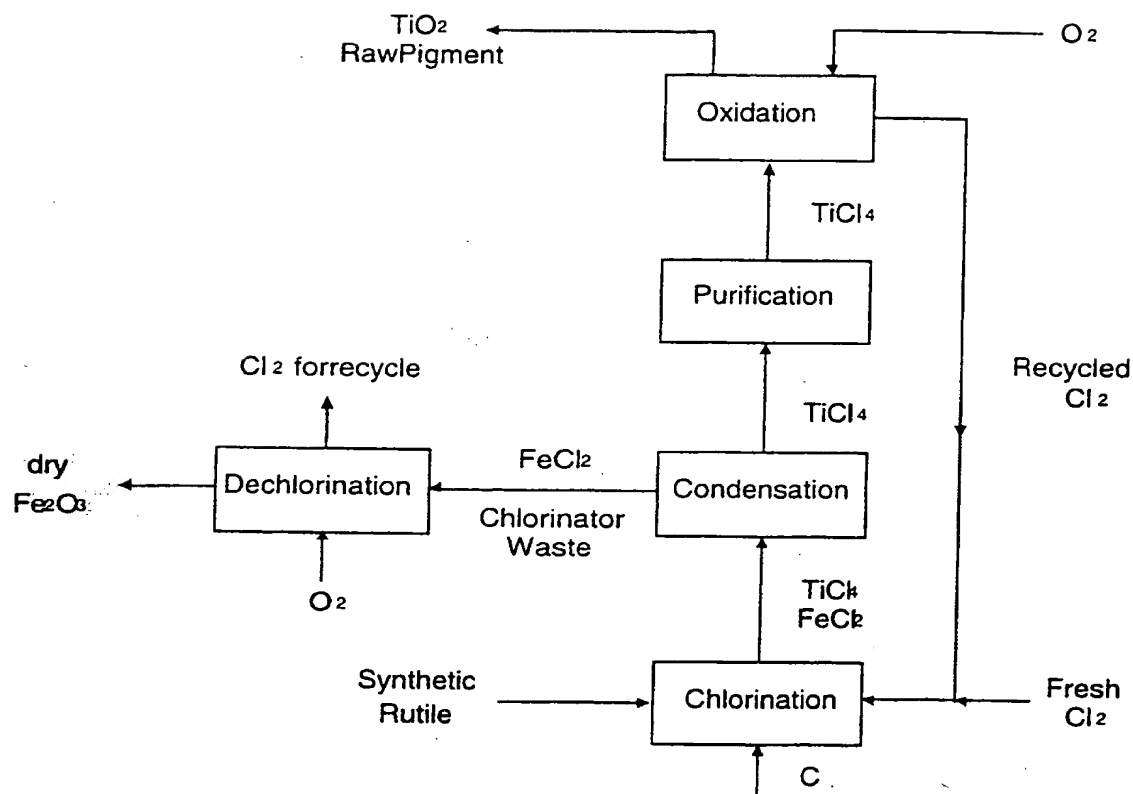 TiO2
RawPigment
O2
Oxidation
TiCl4
Purification
Cl2 forrecycle
Recycled
Cl2
TiCl4
dry
Fe2O3
Dechlorination
FeCl2
Chlorinator
Waste
Condensation
O2
TiCl4
FeCl2
Synthetic
Rutile
Chlorination
Fresh
Cl2
C